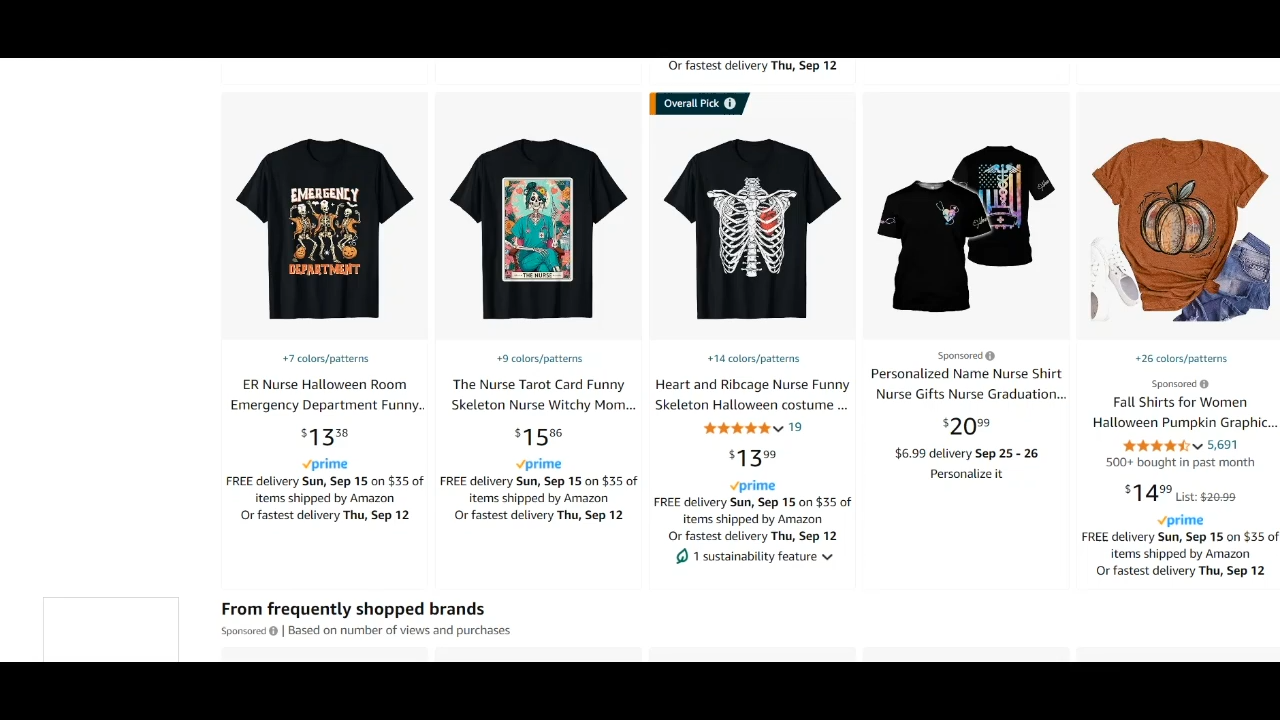 Or fastest delivery Thu, Sep 12
Overall Pick
EMERGENCY
DEPARTMENT
THE NURSE
+7 colors/patterns
ER Nurse Halloween Room
Emergency Department Funny...
$13.38
prime
FREE delivery Sun, Sep 15 on $35 of
items shipped by Amazon
Or fastest delivery Thu, Sep 12
+9 colors/patterns
The Nurse Tarot Card Funny
Skeleton Nurse Witchy Mom...
$15.86
prime
FREE delivery Sun, Sep 15 on $35 of
items shipped by Amazon
Or fastest delivery Thu, Sep 12
+14 colors/patterns
Heart and Ribcage Nurse Funny
Skeleton Halloween costume ...
19
$13.99
prime
FREE delivery Sun, Sep 15 on $35 of
items shipped by Amazon
Or fastest delivery Thu, Sep 12
1 sustainability feature
Sponsored
Personalized Name Nurse Shirt
Nurse Gifts Nurse Graduation...
$20.99
$6.99 delivery Sep 25 - 26
Personalize it
+26 colors/patterns
Sponsored
Fall Shirts for Women
Halloween Pumpkin Graphic...
5,691
500+ bought in past month
$14.99 List: $20.99
prime
FREE delivery Sun, Sep 15 on $35 of
items shipped by Amazon
Or fastest delivery Thu, Sep 12
From frequently shopped brands
Sponsored | Based on number of views and purchases